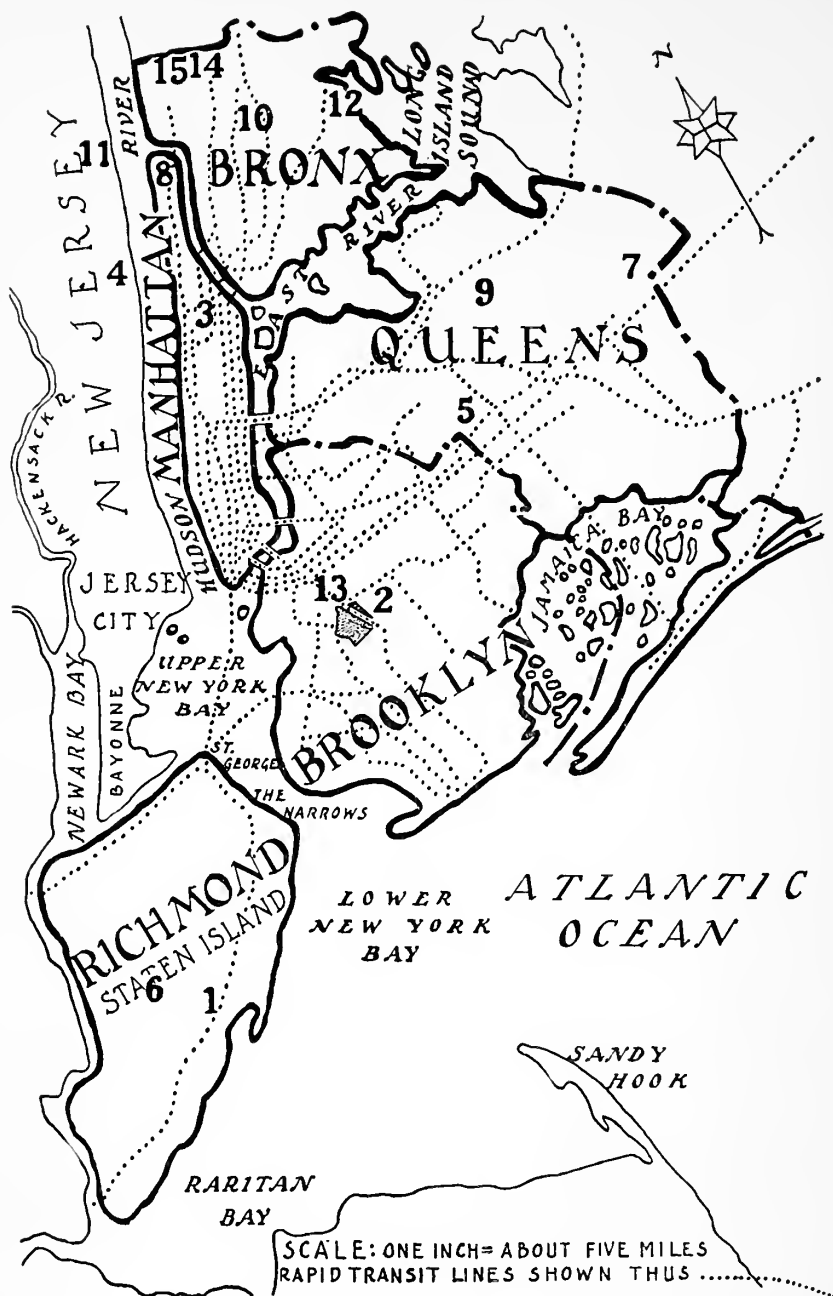 15 14
12
10
11
8
RIVER
LONG
ISLAND
SOUND
N
BRONX
NEW JERSEY
4
3
MANHATTAN
HUDSON
EAST RIVER
7
9
QUEENS
5
HACKENSACK R.
JERSEY
CITY
13
2
JAMAICA BAY
UPPER
NEW YORK
BAY
BROOKLYN
NEWARK BAY
BAYONNE
ST.
GEORGE
THE
NARROWS
RICHMOND
STATEN ISLAND
6
1
LOWER
NEW YORK
BAY
ATLANTIC
OCEAN
SANDY
HOOK
RARITAN
BAY
SCALE: ONE INCH = ABOUT FIVE MILES
RAPID TRANSIT LINES SHOWN THUS ............